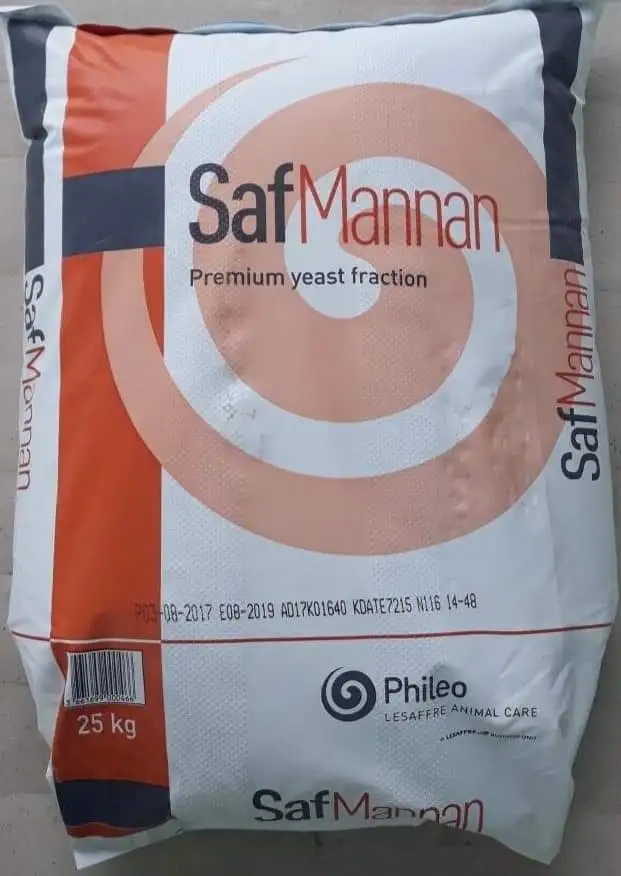 SafMannan
Premium yeast fraction
SafMannan
SafMannan
P03-08-2017 E08-2019 AD17K01640 KDATE7215 N116 14-48
25 kg
Phileo
LESAFFRE ANIMAL CARE
SafMannan